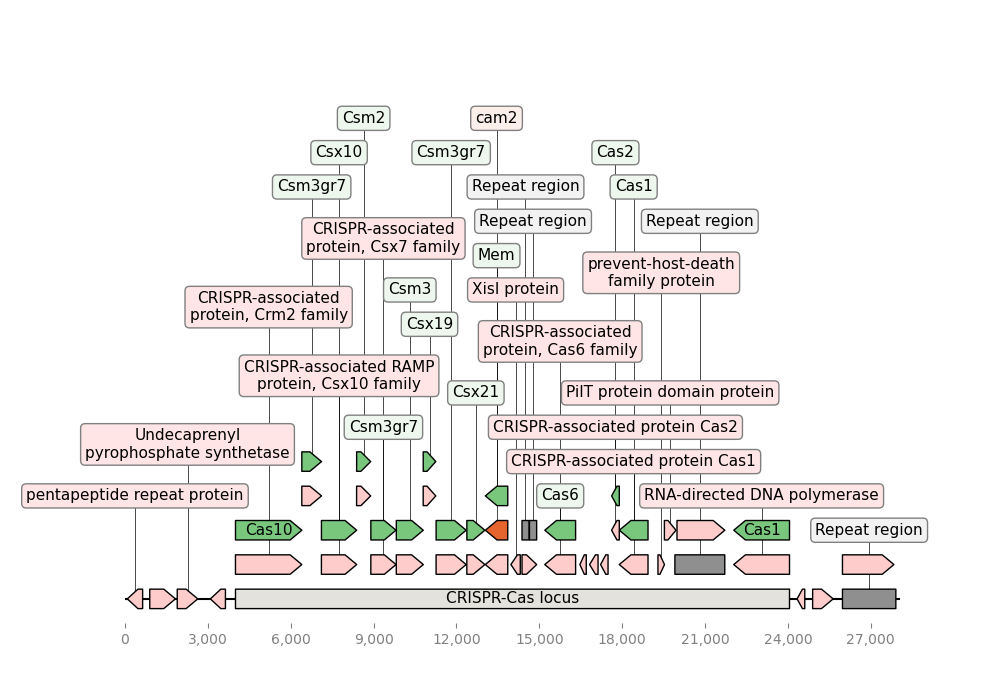 Csm2
cam2
Csx10
Csm3gr7
Cas2
Csm3gr7
Repeat region
Cas1
CRISPR-associated
protein, Csx7 family
Repeat region
Repeat region
Mem
prevent-host-death
family protein
CRISPR-associated
protein, Crm2 family
Csm3
XisI protein
Csx19
CRISPR-associated
protein, Cas6 family
CRISPR-associated RAMP
protein, Csx10 family
Csx21
PilT protein domain protein
Csm3gr7
CRISPR-associated protein Cas2
Undecaprenyl
pyrophosphate synthetase
CRISPR-associated protein Cas1
pentapeptide repeat protein
Cas6
RNA-directed DNA polymerase
Cas10
Cas1
Repeat region
CRISPR-Cas locus
0 3,000 6,000 9,000 12,000 15,000 18,000 21,000 24,000 27,000